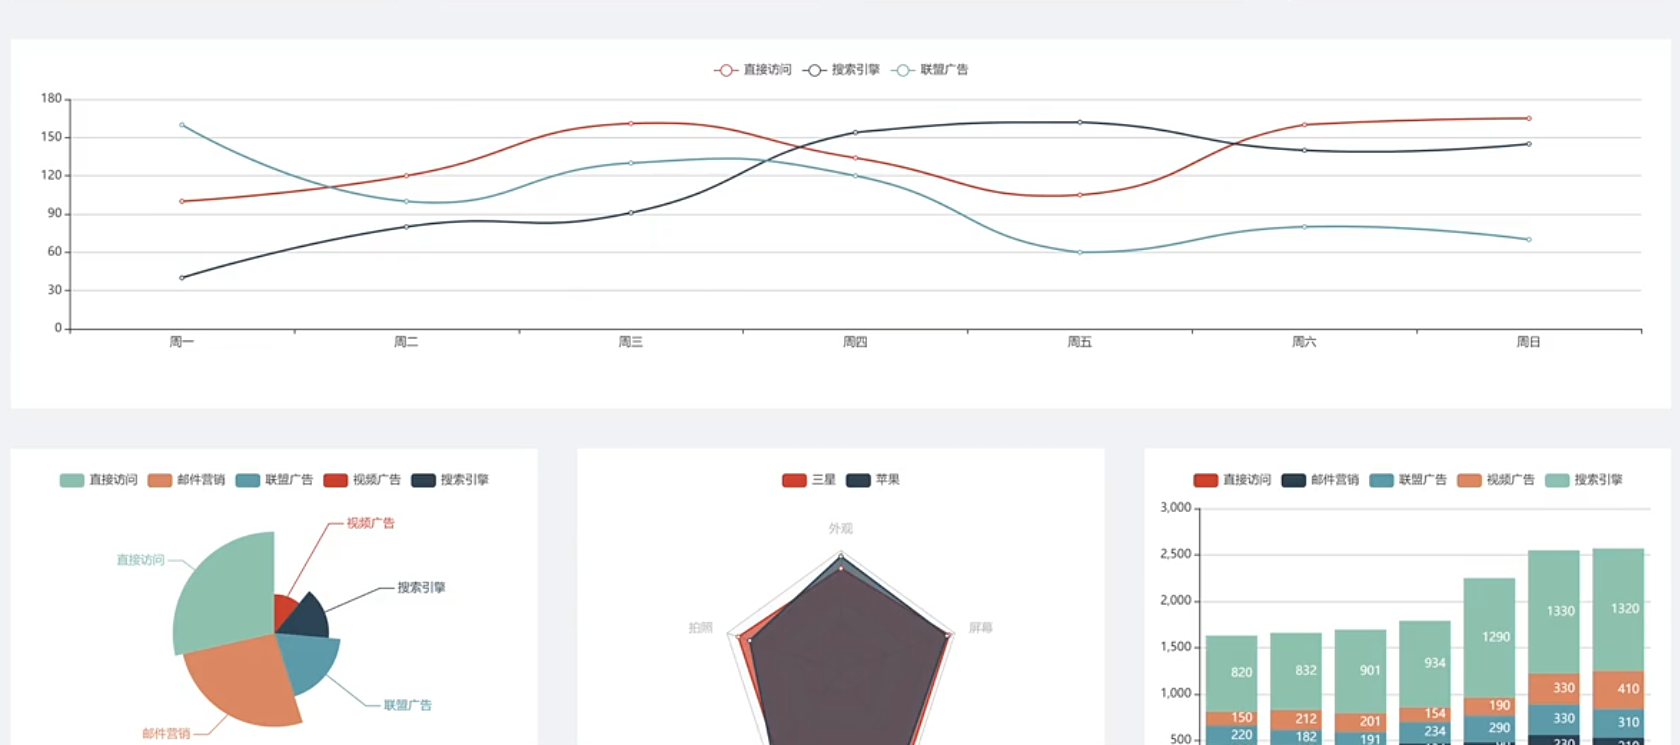 直接访问 搜索引擎 联盟广告
180
150
120
90
60
30
0
周一 周二 周三 周四 周五 周六 周日
直接访问 邮件营销 联盟广告 视频广告 搜索引擎
视频广告
直接访问
搜索引擎
联盟广告
邮件营销
三星 苹果
外观
拍照 屏幕
直接访问 邮件营销 联盟广告 视频广告 搜索引擎
3,000
2,500
2,000
1,500
1,000
500
820 832 901 934 1290 1330 1320
150 212 201 154 190 330 410
220 182 191 234 290 330 310